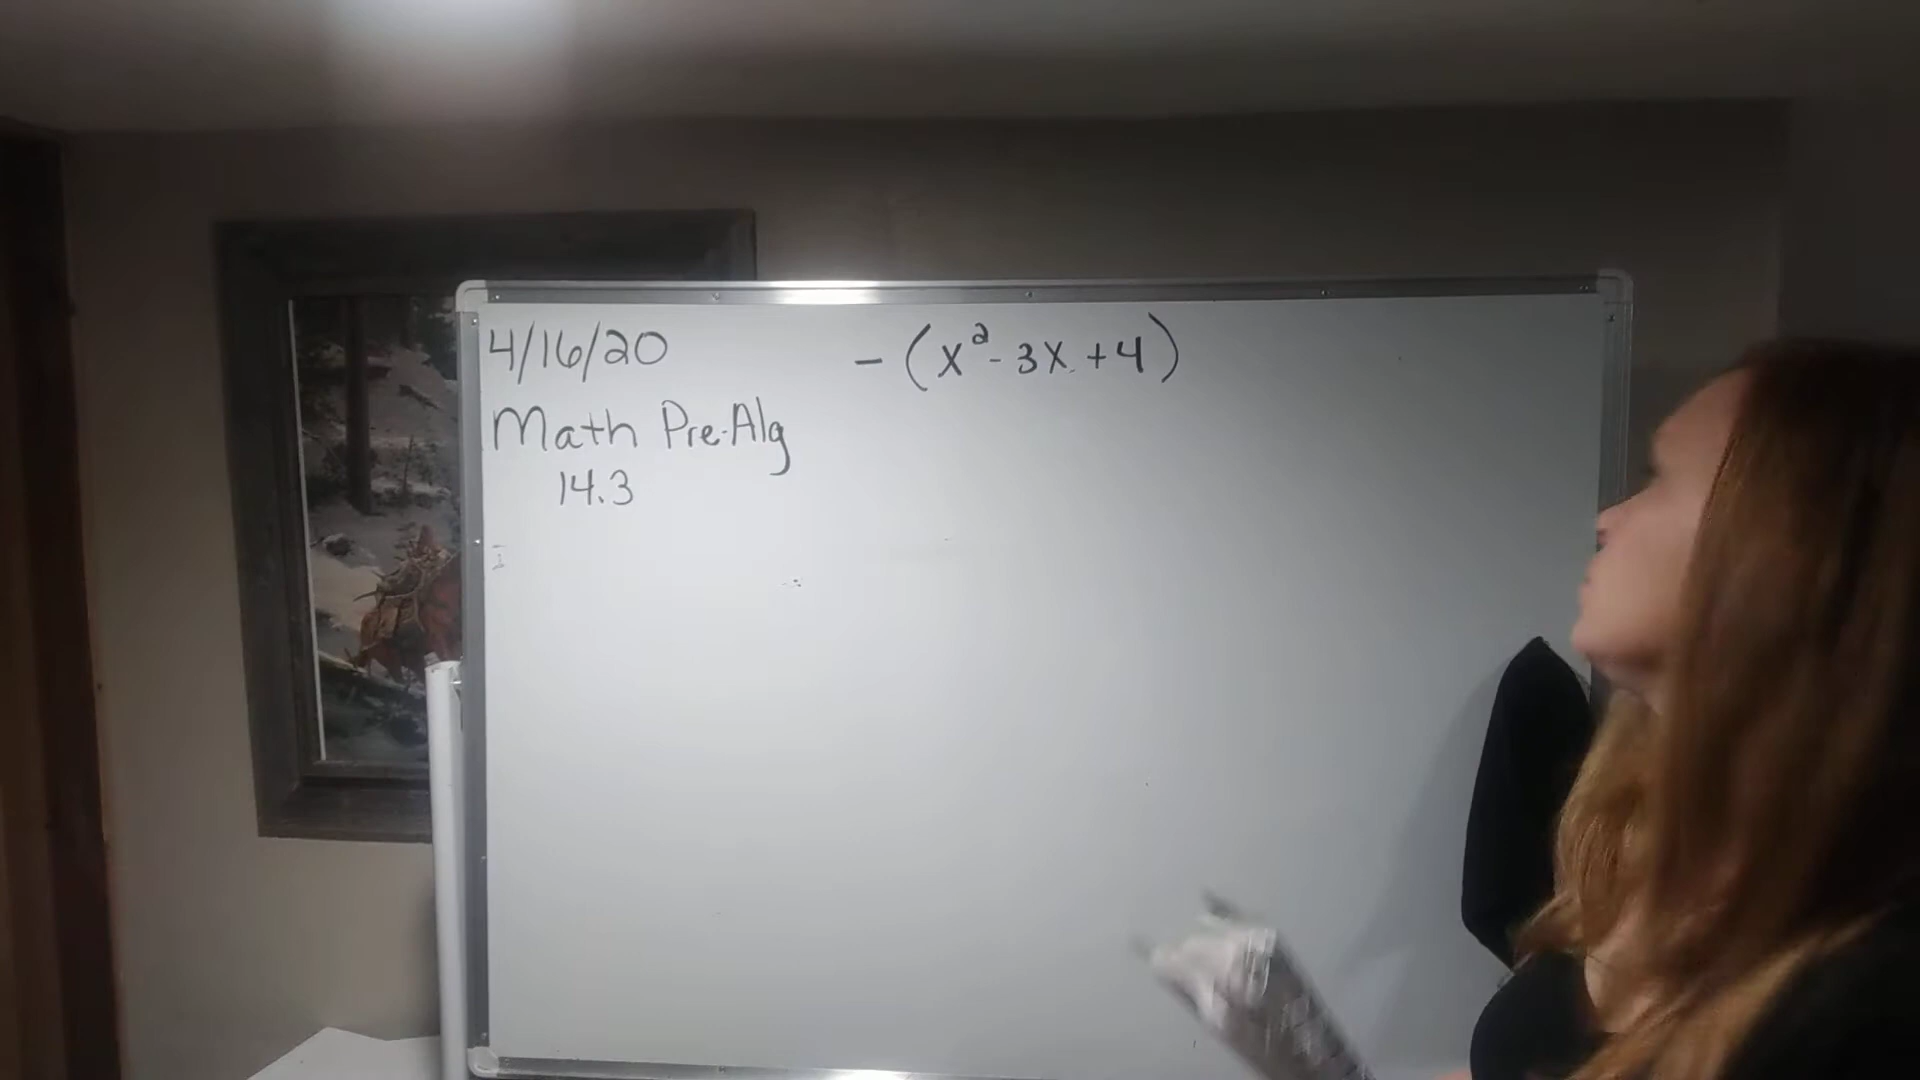 4/16/20
- (x² - 3x + 4)
Math Pre-Alg
14.3